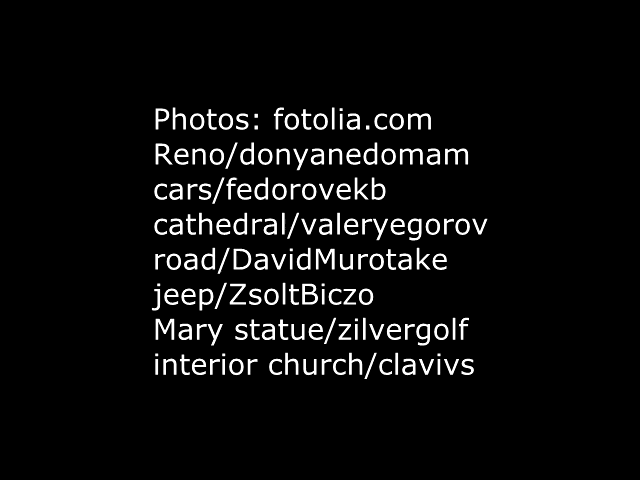 Photos: fotolia.com
Reno/donyanedomam
cars/fedorovekb
cathedral/valeryegorov
road/DavidMurotake
jeep/ZsoltBiczo
Mary statue/zilvergolf
interior church/clavivs